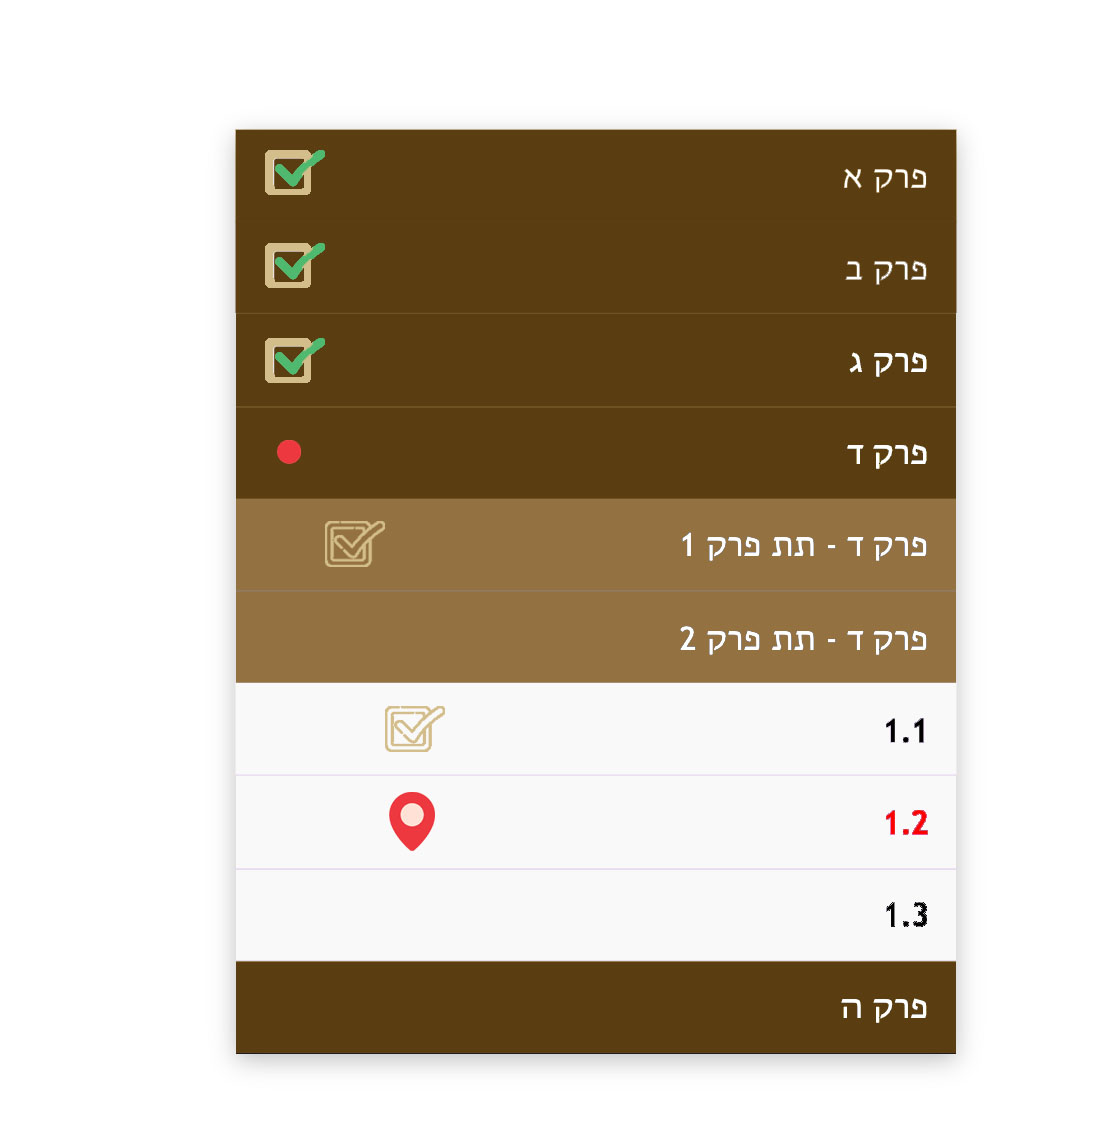 פרק א
פרק ב
פרק ג
פרק ד
פרק ד - תת פרק 1
פרק ד - תת פרק 2
1.1
1.2
1.3
פרק ה